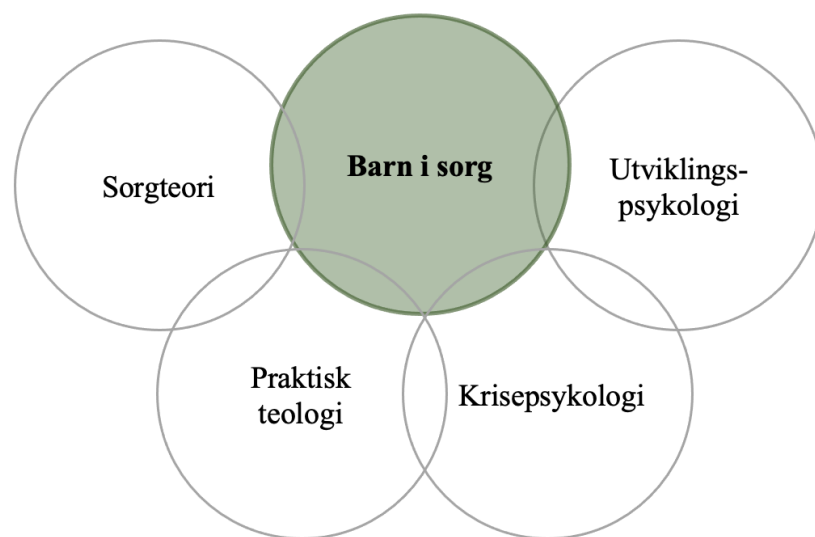 Barn i sorg
Sorgteori
Utviklings-
psykologi
Praktisk
teologi
Krisepsykologi